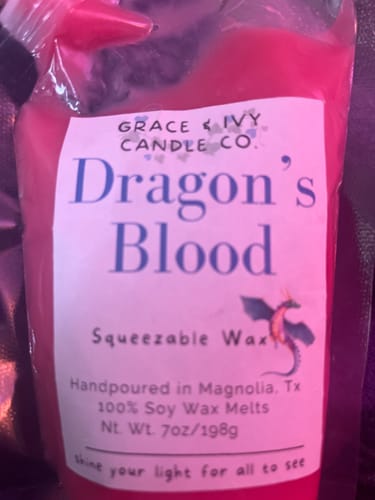 GRACE & IVY
CANDLE CO.
Dragon's
Blood
Squeezable Wax
Handpoured in Magnolia, Tx
100% Soy Wax Melts
Nt. Wt. 7oz/198g
shine your light for all to see